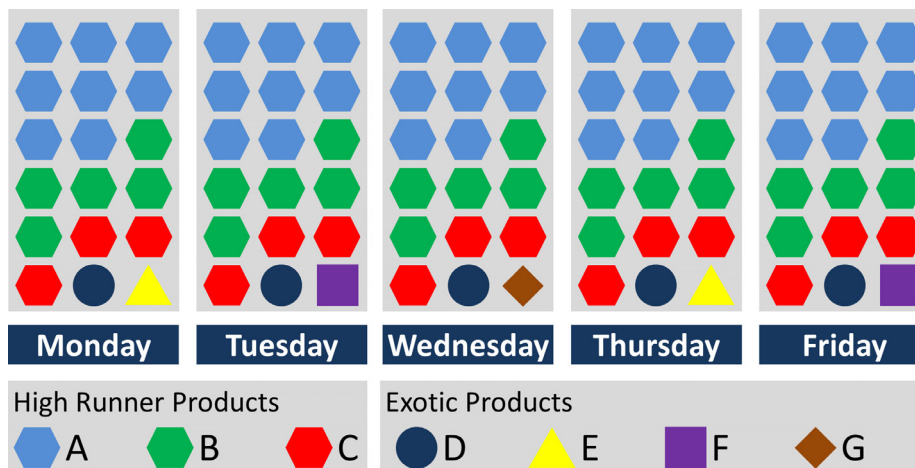 Monday Tuesday Wednesday Thursday Friday
High Runner Products Exotic Products
A B C D E F G